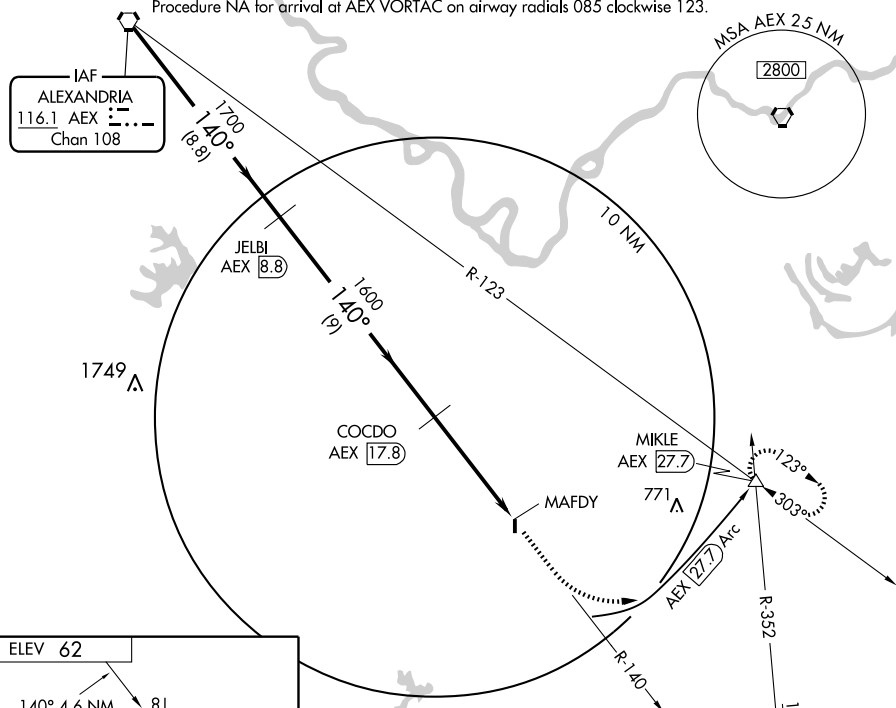 Procedure NA for arrival at AEX VORTAC on airway radials 085 clockwise 123.
MSA AEX 25 NM
2800
IAF
ALEXANDRIA
116.1 AEX
Chan 108
1700
140°
(8.8)
10 NM
JELBI
AEX 8.8
R-123
1600
140°
(9)
1749
COCDO
AEX 17.8
MIKLE
AEX 27.7
123°
303°
771
MAFDY
AEX 27.7 Arc
R-352
R-140
ELEV 62
140° 4.6 NM
81